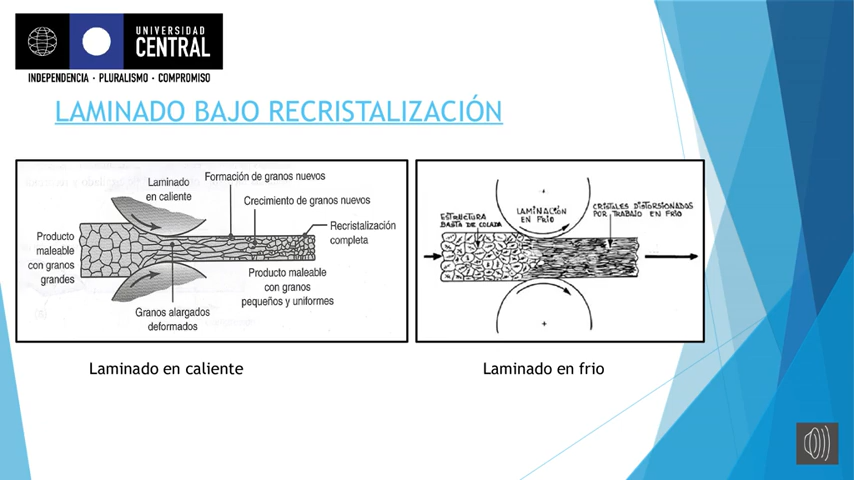 UNIVERSIDAD
CENTRAL
INDEPENDENCIA · PLURALISMO · COMPROMISO
LAMINADO BAJO RECRISTALIZACIÓN
Laminado
en caliente
Formación de granos nuevos
Crecimiento de granos nuevos
Recristalización
completa
Producto
maleable
con granos
grandes
Producto maleable
con granos
pequeños y uniformes
Granos alargados
deformados
ESTRUCTURA
BASTA DE COLADA
LAMINACIÓN
EN FRÍO
CRISTALES DISTORSIONADOS
POR TRABAJO EN FRÍO
Laminado en caliente
Laminado en frio